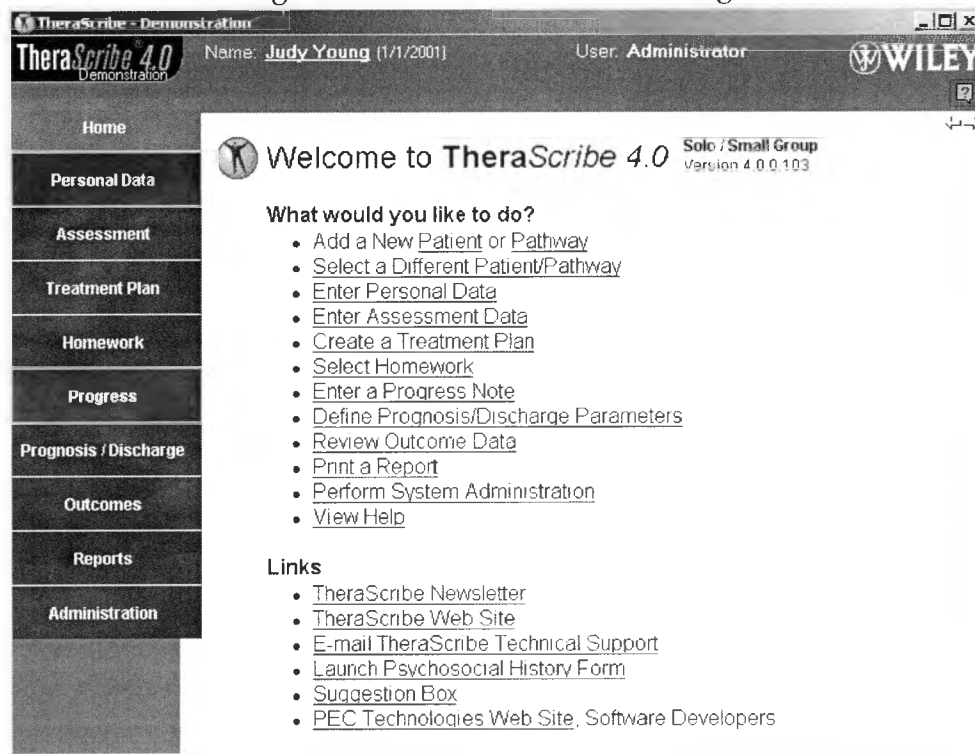 TheraScribe - Demonstration
TheraScribe® 4.0
Demonstration
Name: Judy Young (1/1/2001)
User: Administrator
WILEY
?
Home
Personal Data
Assessment
Treatment Plan
Homework
Progress
Prognosis / Discharge
Outcomes
Reports
Administration
Welcome to TheraScribe 4.0
Solo / Small Group
Version 4.0.0.103
What would you like to do?
• Add a New Patient or Pathway
• Select a Different Patient/Pathway
• Enter Personal Data
• Enter Assessment Data
• Create a Treatment Plan
• Select Homework
• Enter a Progress Note
• Define Prognosis/Discharge Parameters
• Review Outcome Data
• Print a Report
• Perform System Administration
• View Help
Links
• TheraScribe Newsletter
• TheraScribe Web Site
• E-mail TheraScribe Technical Support
• Launch Psychosocial History Form
• Suggestion Box
• PEC Technologies Web Site, Software Developers